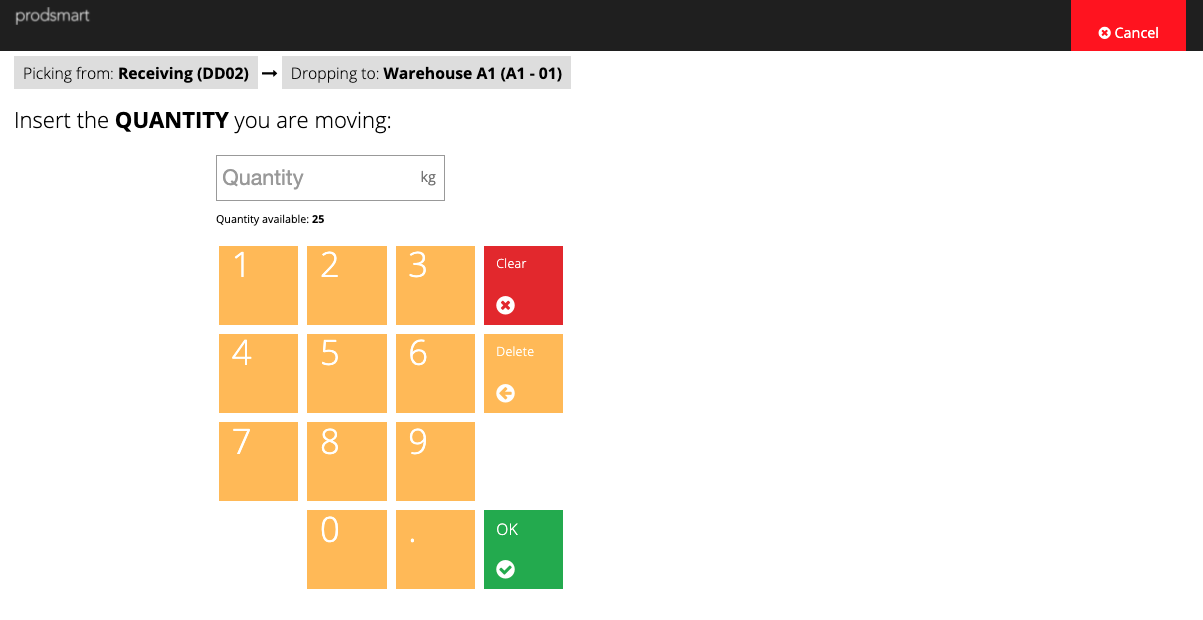 prodsmart
Cancel
Picking from: Receiving (DD02) → Dropping to: Warehouse A1 (A1 - 01)
Insert the QUANTITY you are moving:
Quantity kg
Quantity available: 25
1 2 3 Clear
4 5 6 Delete
7 8 9
0 . OK